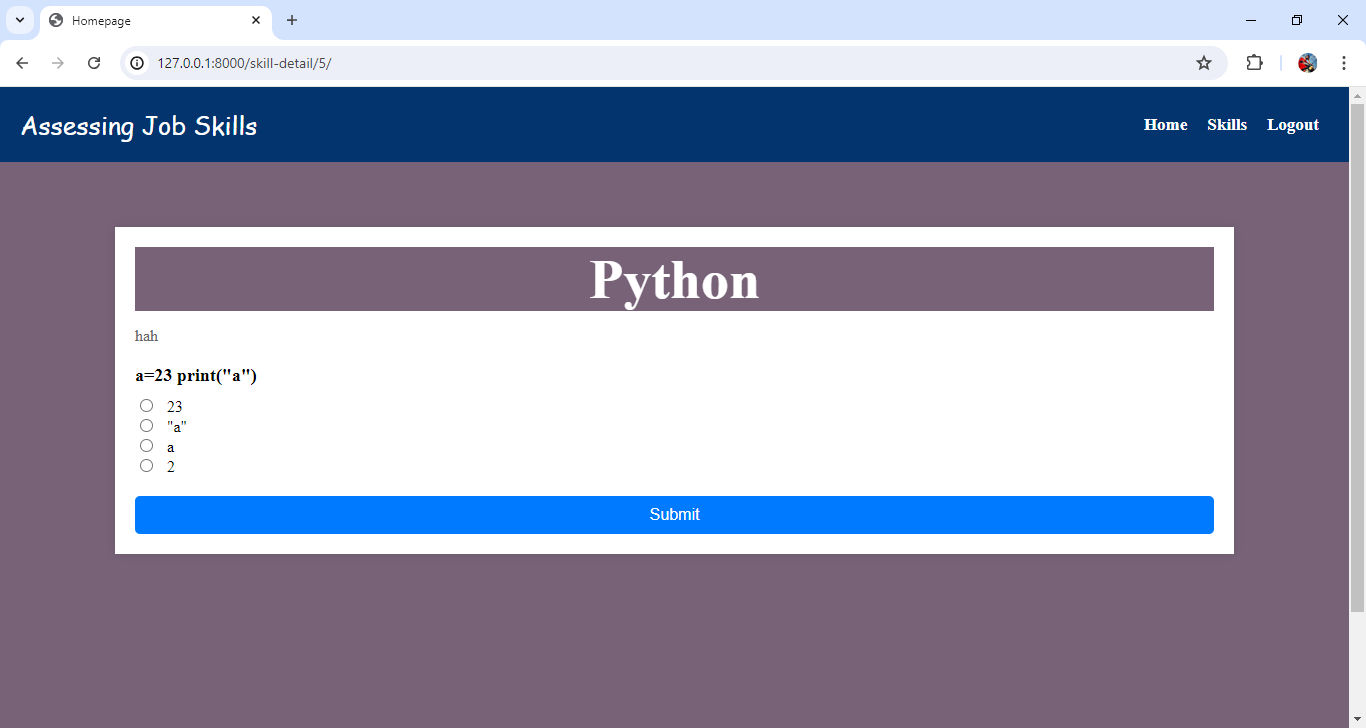 Homepage
127.0.0.1:8000/skill-detail/5/
Assessing Job Skills
Home Skills Logout
Python
hah
a=23 print("a")
23
"a"
a
2
Submit